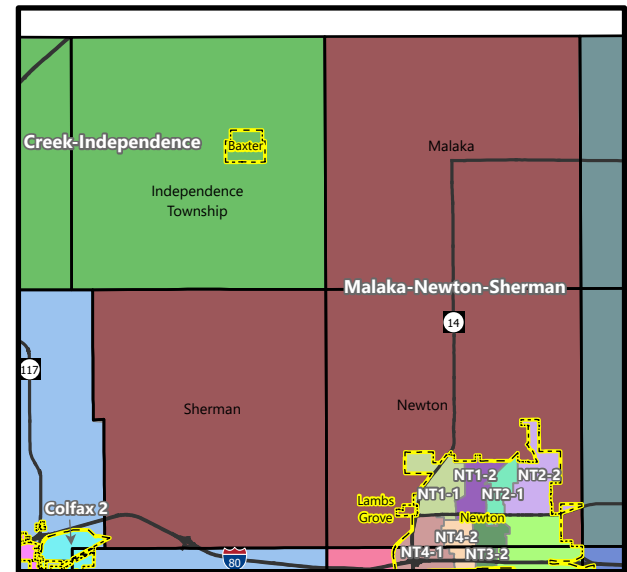 Creek-Independence
Baxter
Malaka
Independence
Township
Malaka-Newton-Sherman
14
117
Sherman
Newton
NT1-2
NT2-2
NT1-1
NT2-1
Lambs
Grove
Colfax 2
Newton
NT4-2
NT4-1
NT3-2
80